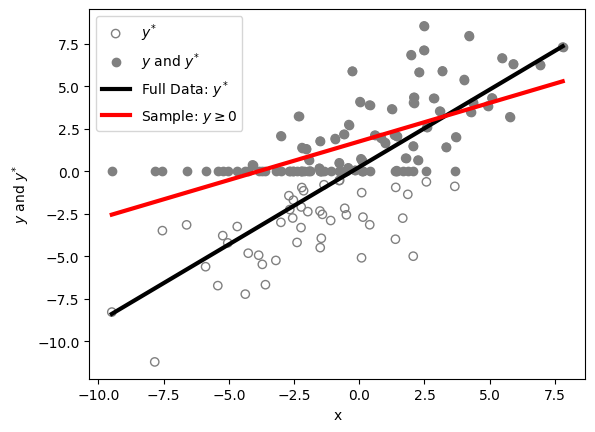 y*
y and y*
Full Data: y*
Sample: y ≥ 0
7.5
5.0
2.5
0.0
−2.5
−5.0
−7.5
−10.0
y and y*
−10.0 −7.5 −5.0 −2.5 0.0 2.5 5.0 7.5
x